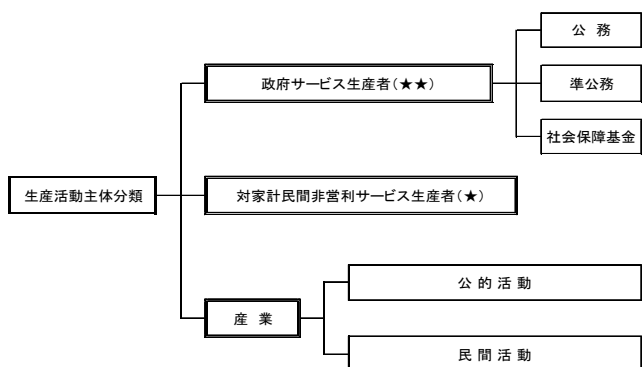 公 務
政府サービス生産者(★★)
準公務
社会保障基金
生産活動主体分類
対家計民間非営利サービス生産者(★)
公 的 活 動
産 業
民 間 活 動